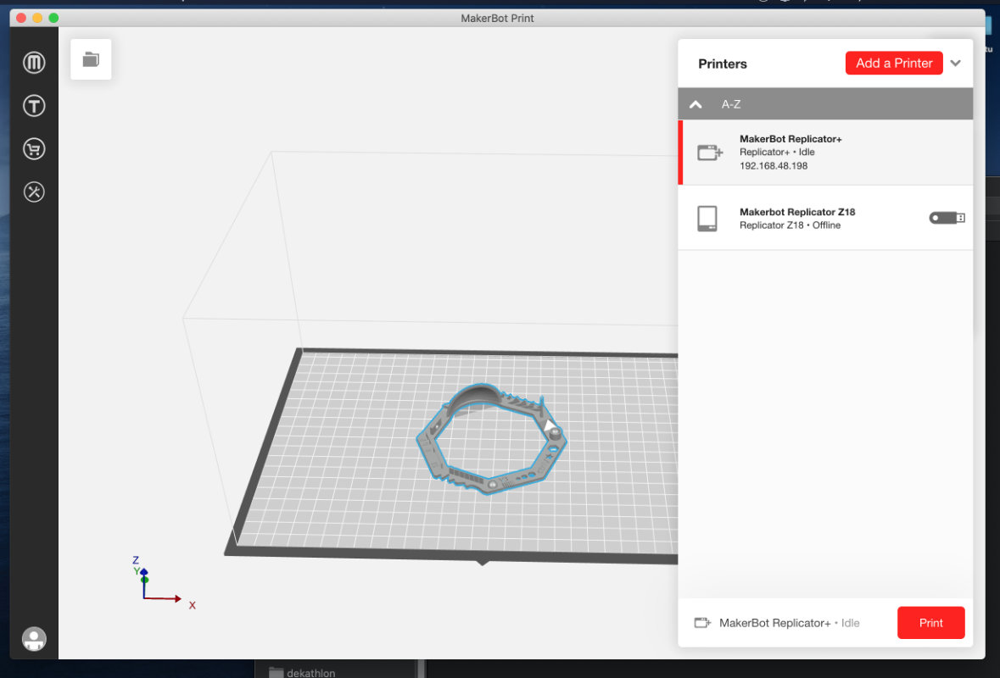 MakerBot Print
Printers
Add a Printer
A-Z
MakerBot Replicator+
Replicator+ • Idle
192.168.48.198
Makerbot Replicator Z18
Replicator Z18 • Offline
Z
Y
X
MakerBot Replicator+ • Idle
Print
dekathlon